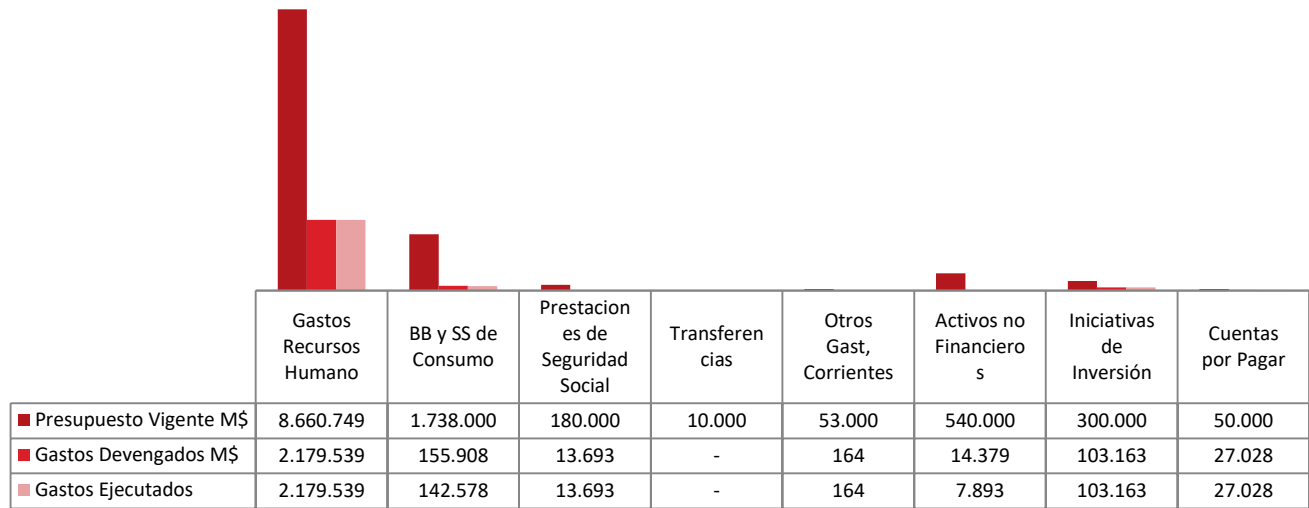 Gastos
Recursos
Humano
BB y SS de
Consumo
Prestacion
es de
Seguridad
Social
Transferen
cias
Otros
Gast,
Corrientes
Activos no
Financiero
s
Iniciativas
de
Inversión
Cuentas
por Pagar
Presupuesto Vigente M$ 8.660.749 1.738.000 180.000 10.000 53.000 540.000 300.000 50.000
Gastos Devengados M$ 2.179.539 155.908 13.693 - 164 14.379 103.163 27.028
Gastos Ejecutados 2.179.539 142.578 13.693 - 164 7.893 103.163 27.028